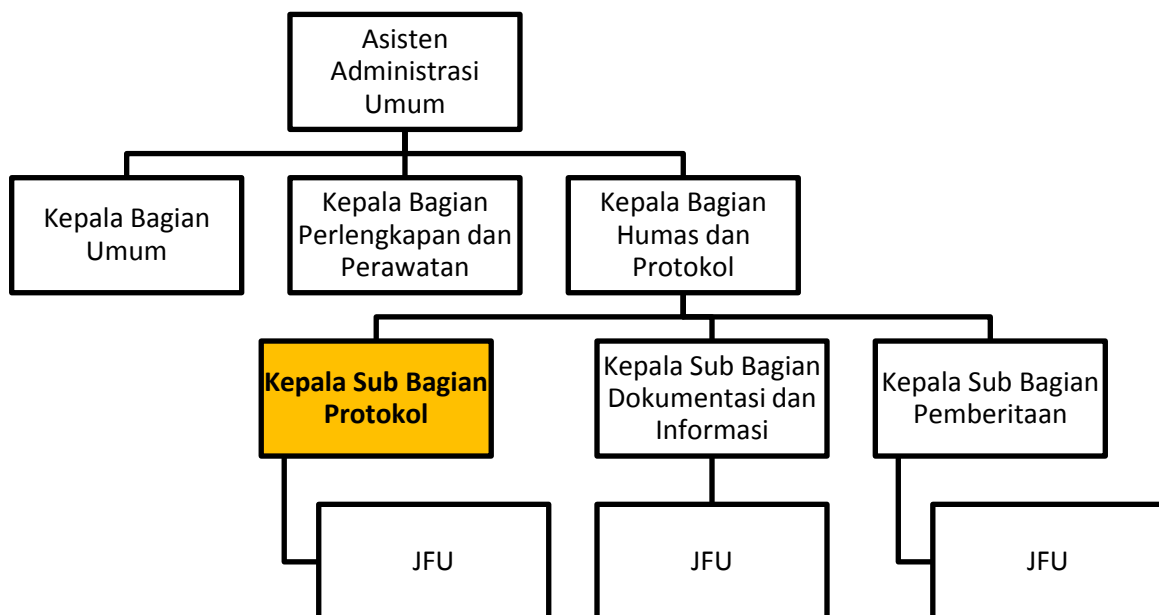 Asisten
Administrasi
Umum
Kepala Bagian
Umum
Kepala Bagian
Perlengkapan dan
Perawatan
Kepala Bagian
Humas dan
Protokol
Kepala Sub Bagian
Protokol
Kepala Sub Bagian
Dokumentasi dan
Informasi
Kepala Sub Bagian
Pemberitaan
JFU
JFU
JFU